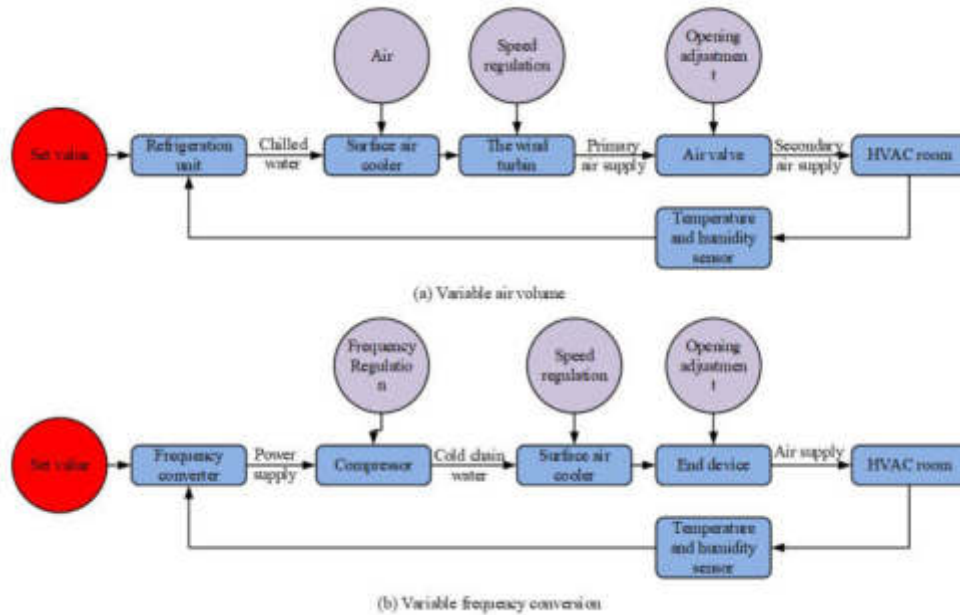 Air
Speed
regulation
Opening
adjustmen
t
Set value
Refrigeration
unit
Chilled
water
Surface air
cooler
The wind
turbin
Primary
air supply
Air valve
Secondary
air supply
HVAC room
Temperature
and humidity
sensor
(a) Variable air volume
Frequency
Regulatio
n
Speed
regulation
Opening
adjustmen
t
Set value
Frequency
converter
Power
supply
Compressor
Cold chain
water
Surface air
cooler
End device
Air supply
HVAC room
Temperature
and humidity
sensor
(b) Variable frequency conversion